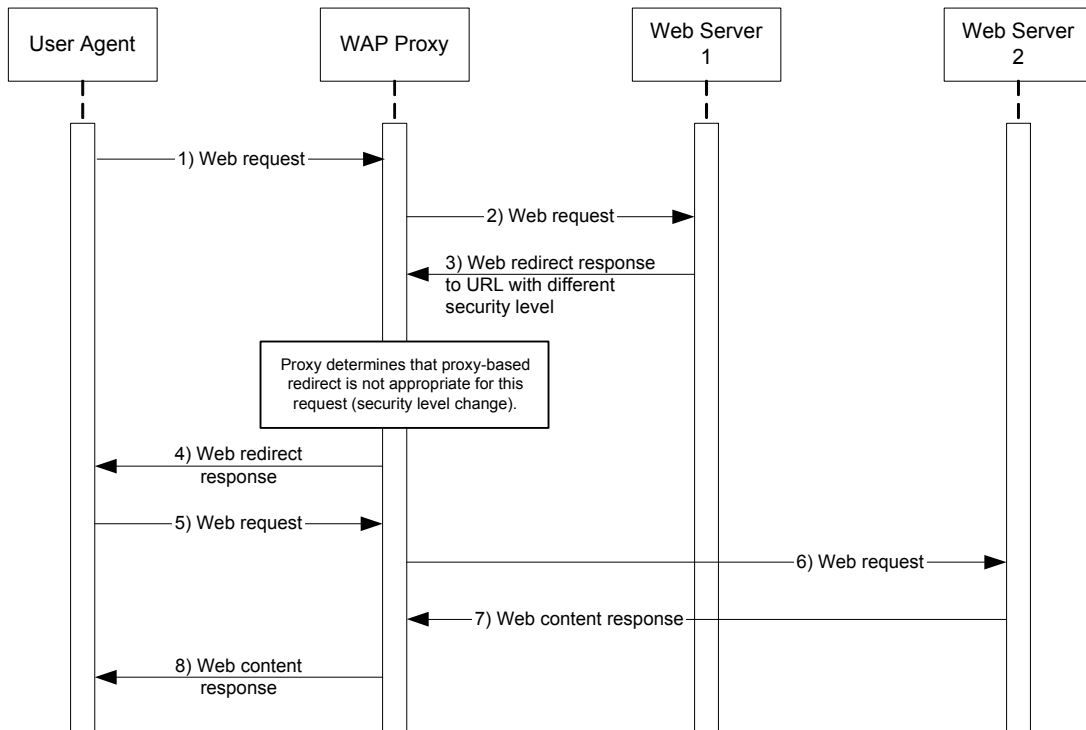 User Agent
WAP Proxy
Web Server
1
Web Server
2
1) Web request
2) Web request
3) Web redirect response
to URL with different
security level
Proxy determines that proxy-based
redirect is not appropriate for this
request (security level change).
4) Web redirect
response
5) Web request
6) Web request
7) Web content response
8) Web content
response